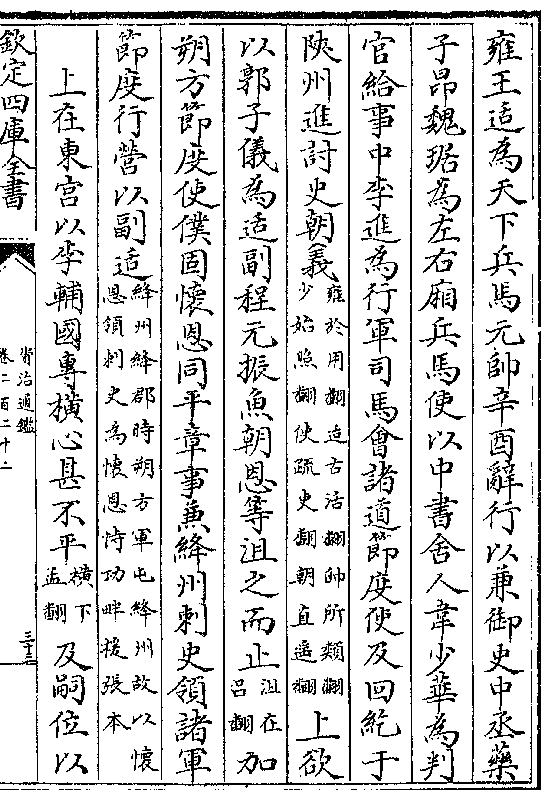 雍王适為天下兵馬元帥辛酉辭行以兼御史中丞藥
子昂魏琚為左右廂兵馬使以中書舍人韋少華為判
官給事中李進為行軍司馬會諸道節度使及回紇于
陜州進討史朝義雍於用翻适古活翻帥所類翻少始照翻使疏史翻朝直遥翻上欲
以郭子儀為适副程元振魚朝恩等沮之而止沮在呂翻加
朔方節度使僕固懷恩同平章事兼絳州刺史領諸軍
節度行營以副适絳州絳郡時朔方軍屯絳州故以懷恩領刺史為懷恩恃功畔援張本
上在東宮以李輔國專橫心甚不平橫下孟翻及嗣位以
欽定四庫全書
資治通鑑
卷二百二十二
三十三